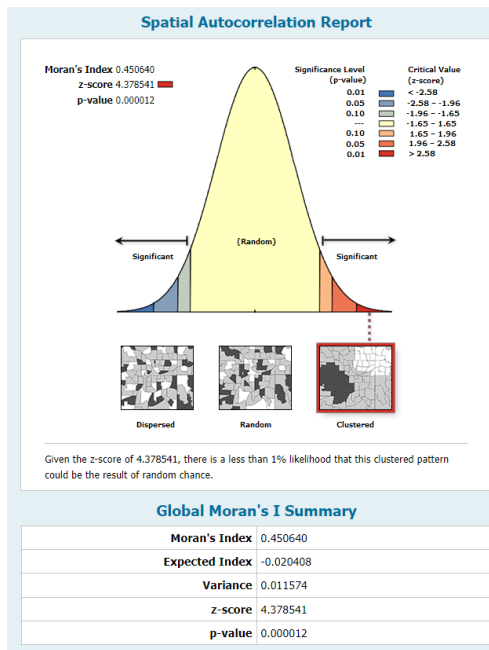 Spatial Autocorrelation Report
Moran's Index 0.450640
z-score 4.378541
p-value 0.000012
Significance Level
(p-value)
Critical Value
(z-score)
0.01 < -2.58
0.05 -2.58 - -1.96
0.10 -1.96 - -1.65
--- -1.65 - 1.65
0.10 1.65 - 1.96
0.05 1.96 - 2.58
0.01 > 2.58
(Random)
Significant
Significant
Dispersed
Random
Clustered
Given the z-score of 4.378541, there is a less than 1% likelihood that this clustered pattern
could be the result of random chance.
Global Moran's I Summary
Moran's Index 0.450640
Expected Index -0.020408
Variance 0.011574
z-score 4.378541
p-value 0.000012